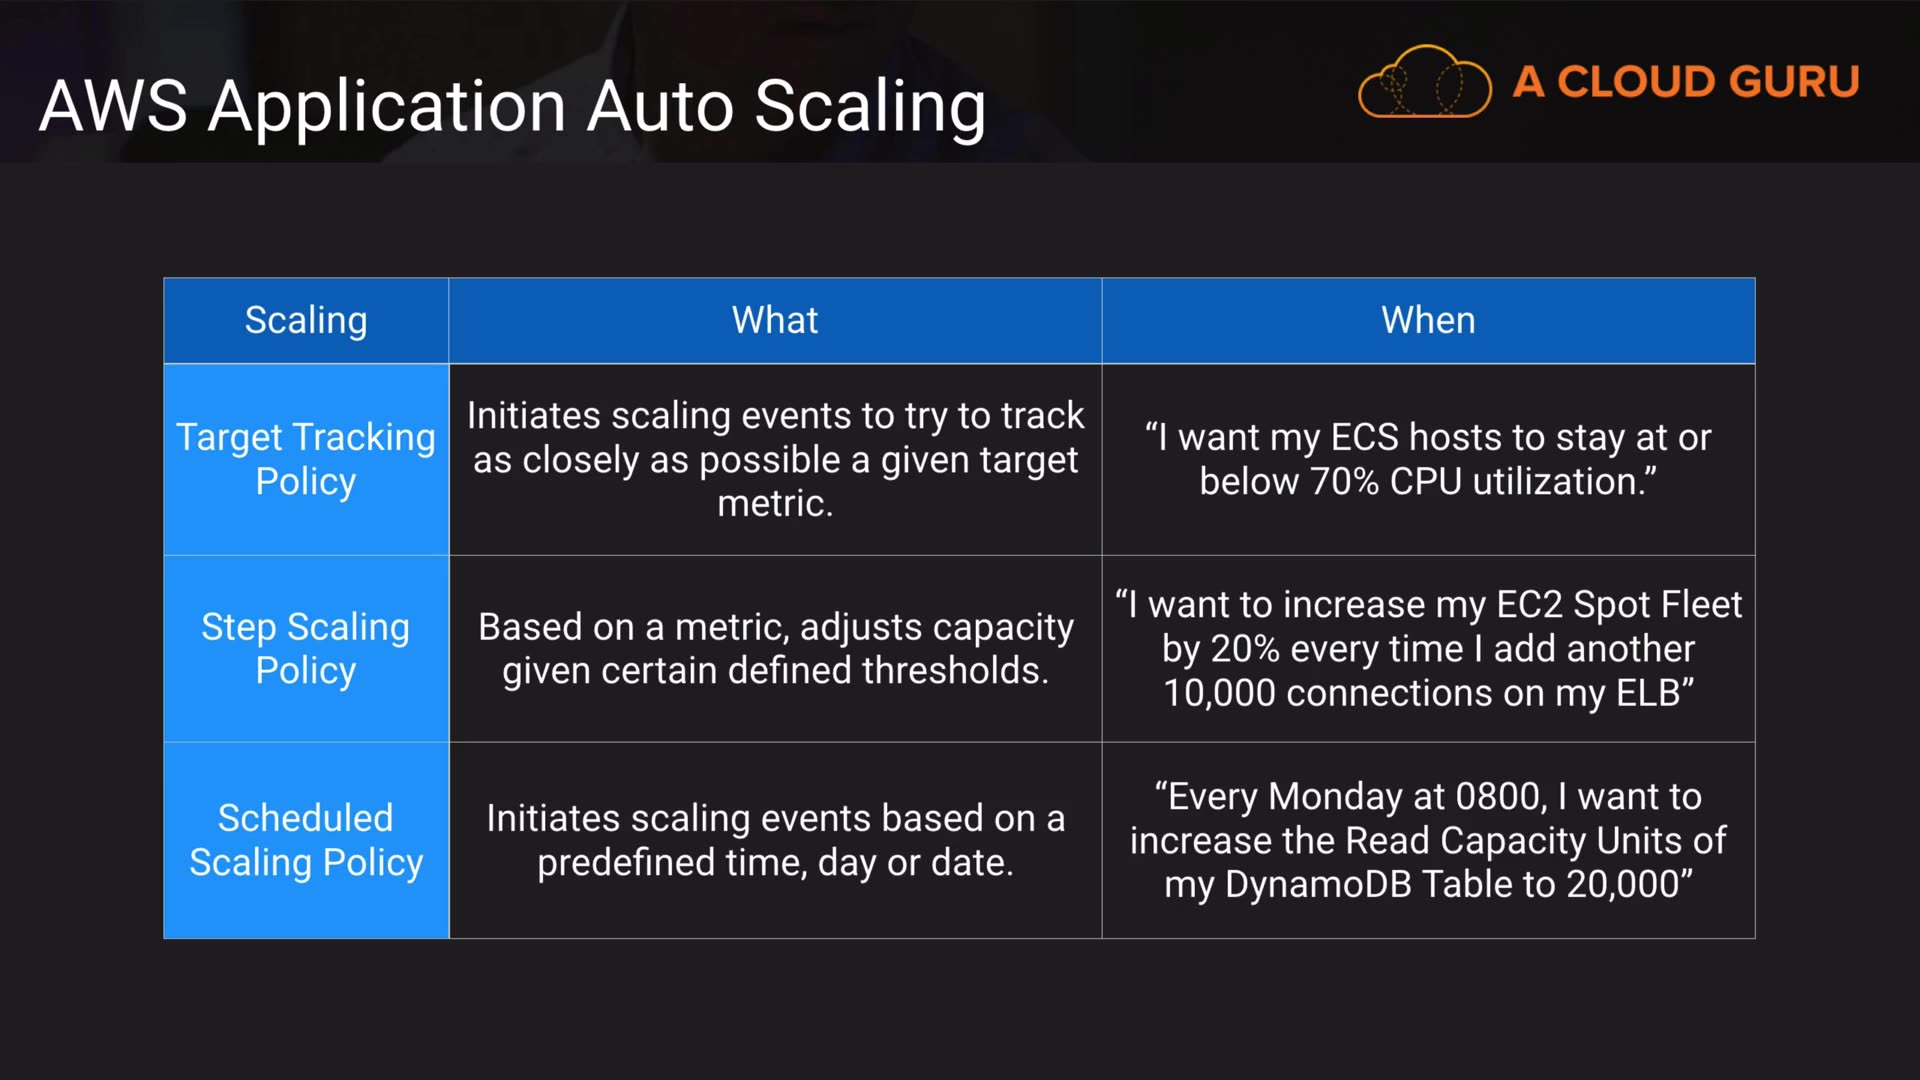 AWS Application Auto Scaling
A CLOUD GURU
Scaling
What
When
Target Tracking
Policy
Initiates scaling events to try to track
as closely as possible a given target
metric.
“I want my ECS hosts to stay at or
below 70% CPU utilization.”
Step Scaling
Policy
Based on a metric, adjusts capacity
given certain defined thresholds.
“I want to increase my EC2 Spot Fleet
by 20% every time I add another
10,000 connections on my ELB”
Scheduled
Scaling Policy
Initiates scaling events based on a
predefined time, day or date.
“Every Monday at 0800, I want to
increase the Read Capacity Units of
my DynamoDB Table to 20,000”